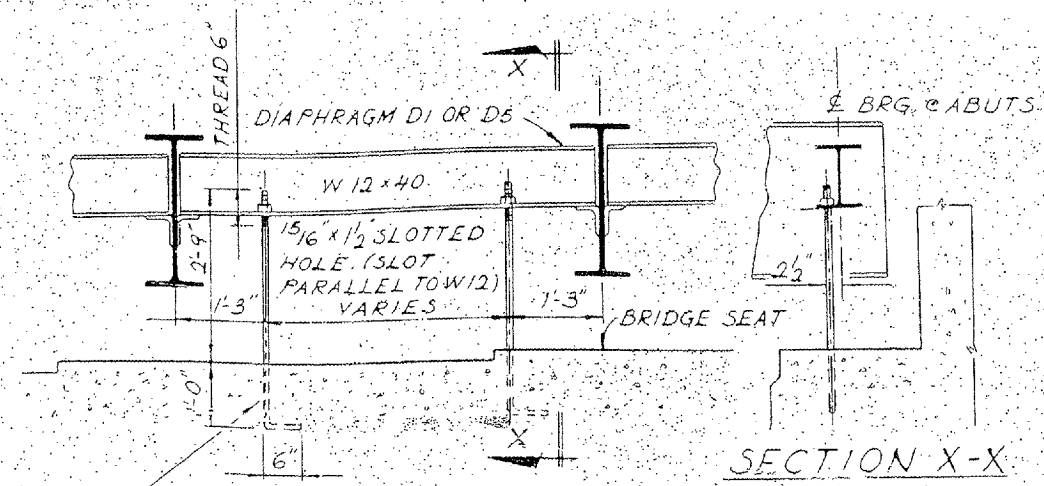 THREAD 6"
X
DIAPHRAGM D1 OR D5
℄ BRG. @ ABUTS.
W 12 x 40
2'-9"
15/16" x 1 1/2 SLOTTED
HOLE. (SLOT
PARALLEL TO W12)
VARIES
1'-3"
1'-3"
2 1/2"
BRIDGE SEAT
1'-0"
6"
X
SECTION X-X